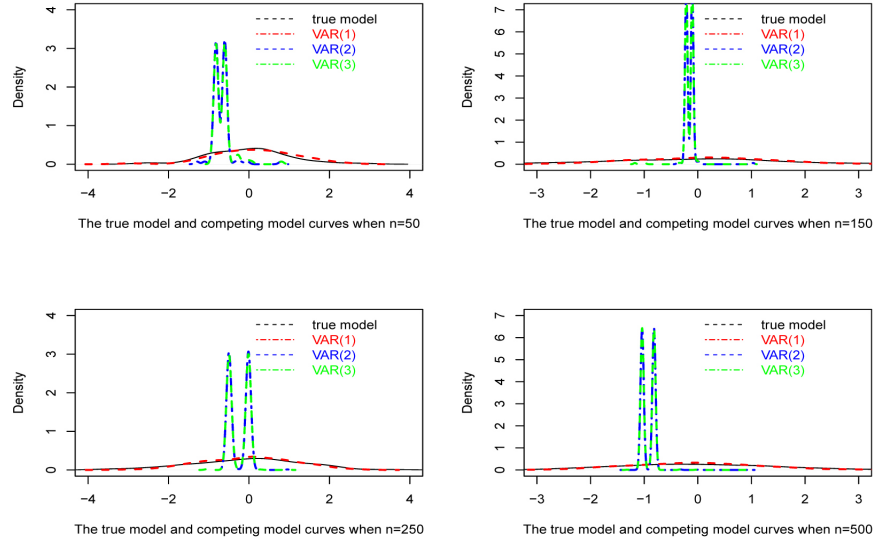 4
3
2
1
0
Density
true model
VAR(1)
VAR(2)
VAR(3)
−4 −2 0 2 4
The true model and competing model curves when n=50
7
6
5
4
3
2
1
0
Density
true model
VAR(1)
VAR(2)
VAR(3)
−3 −2 −1 0 1 2 3
The true model and competing model curves when n=150
4
3
2
1
0
Density
true model
VAR(1)
VAR(2)
VAR(3)
−4 −2 0 2 4
The true model and competing model curves when n=250
7
6
5
4
3
2
1
0
Density
true model
VAR(1)
VAR(2)
VAR(3)
−3 −2 −1 0 1 2 3
The true model and competing model curves when n=500